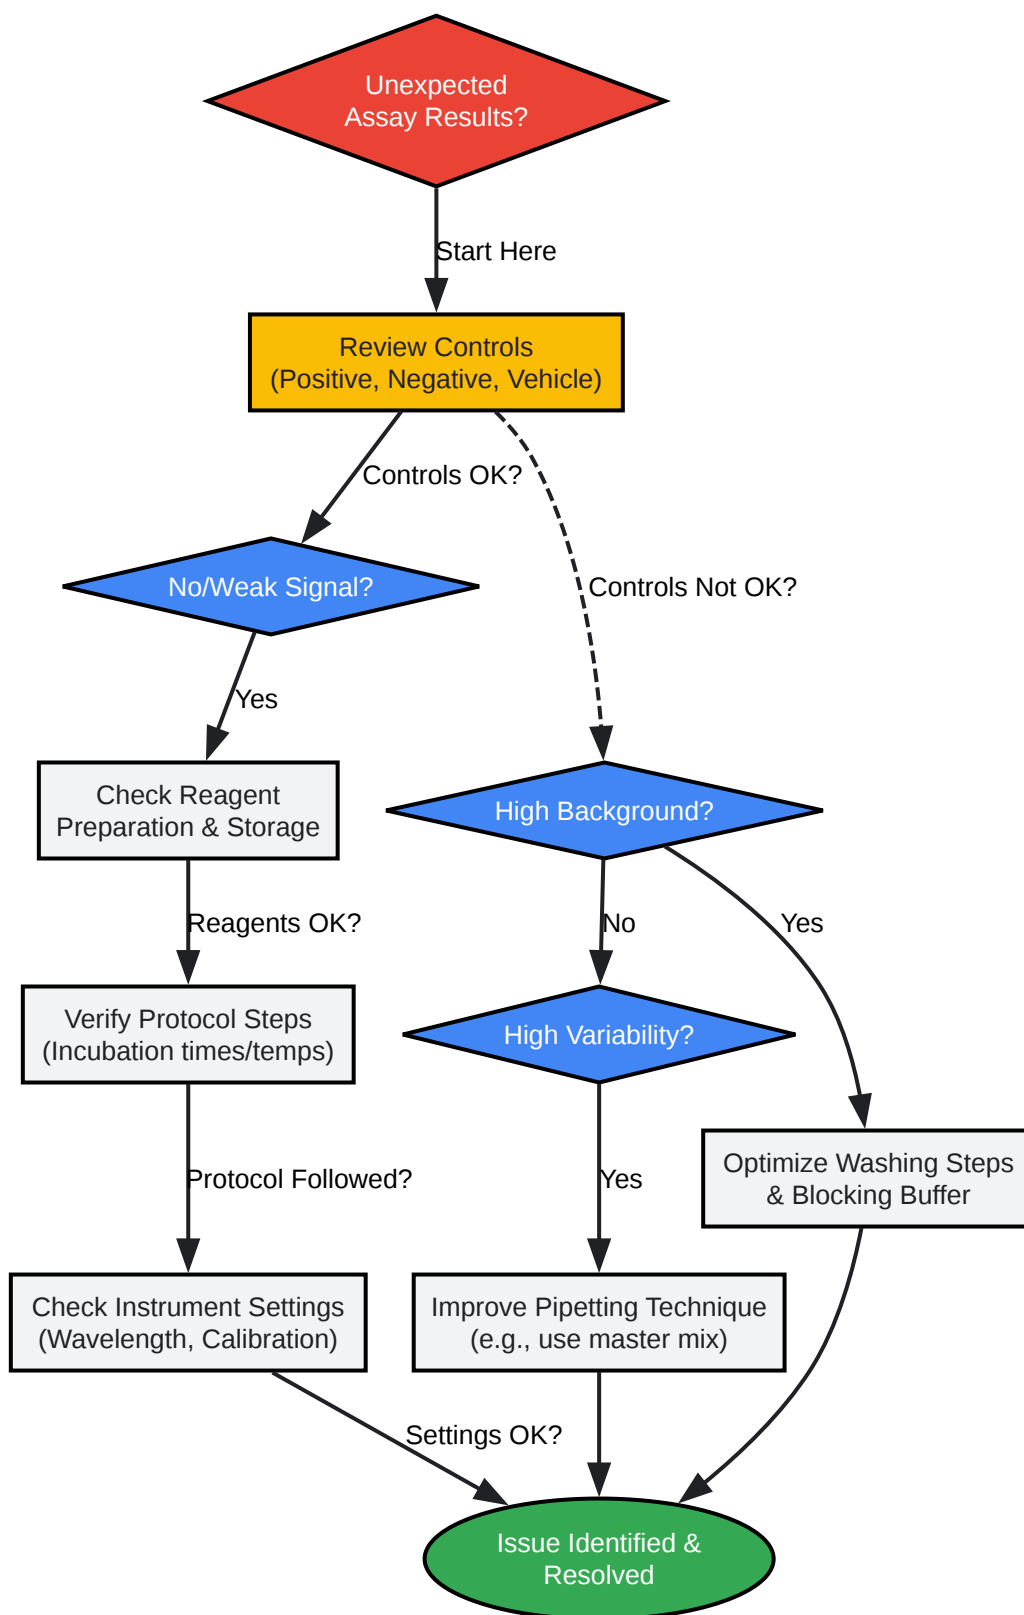 Unexpected
Assay Results?
Start Here
Review Controls
(Positive, Negative, Vehicle)
Controls OK?
No/Weak Signal?
Controls Not OK?
Yes
Check Reagent
Preparation & Storage
High Background?
Reagents OK?
No
Yes
Verify Protocol Steps
(Incubation times/temps)
High Variability?
Protocol Followed?
Yes
Optimize Washing Steps
& Blocking Buffer
Check Instrument Settings
(Wavelength, Calibration)
Improve Pipetting Technique
(e.g., use master mix)
Settings OK?
Issue Identified &
Resolved